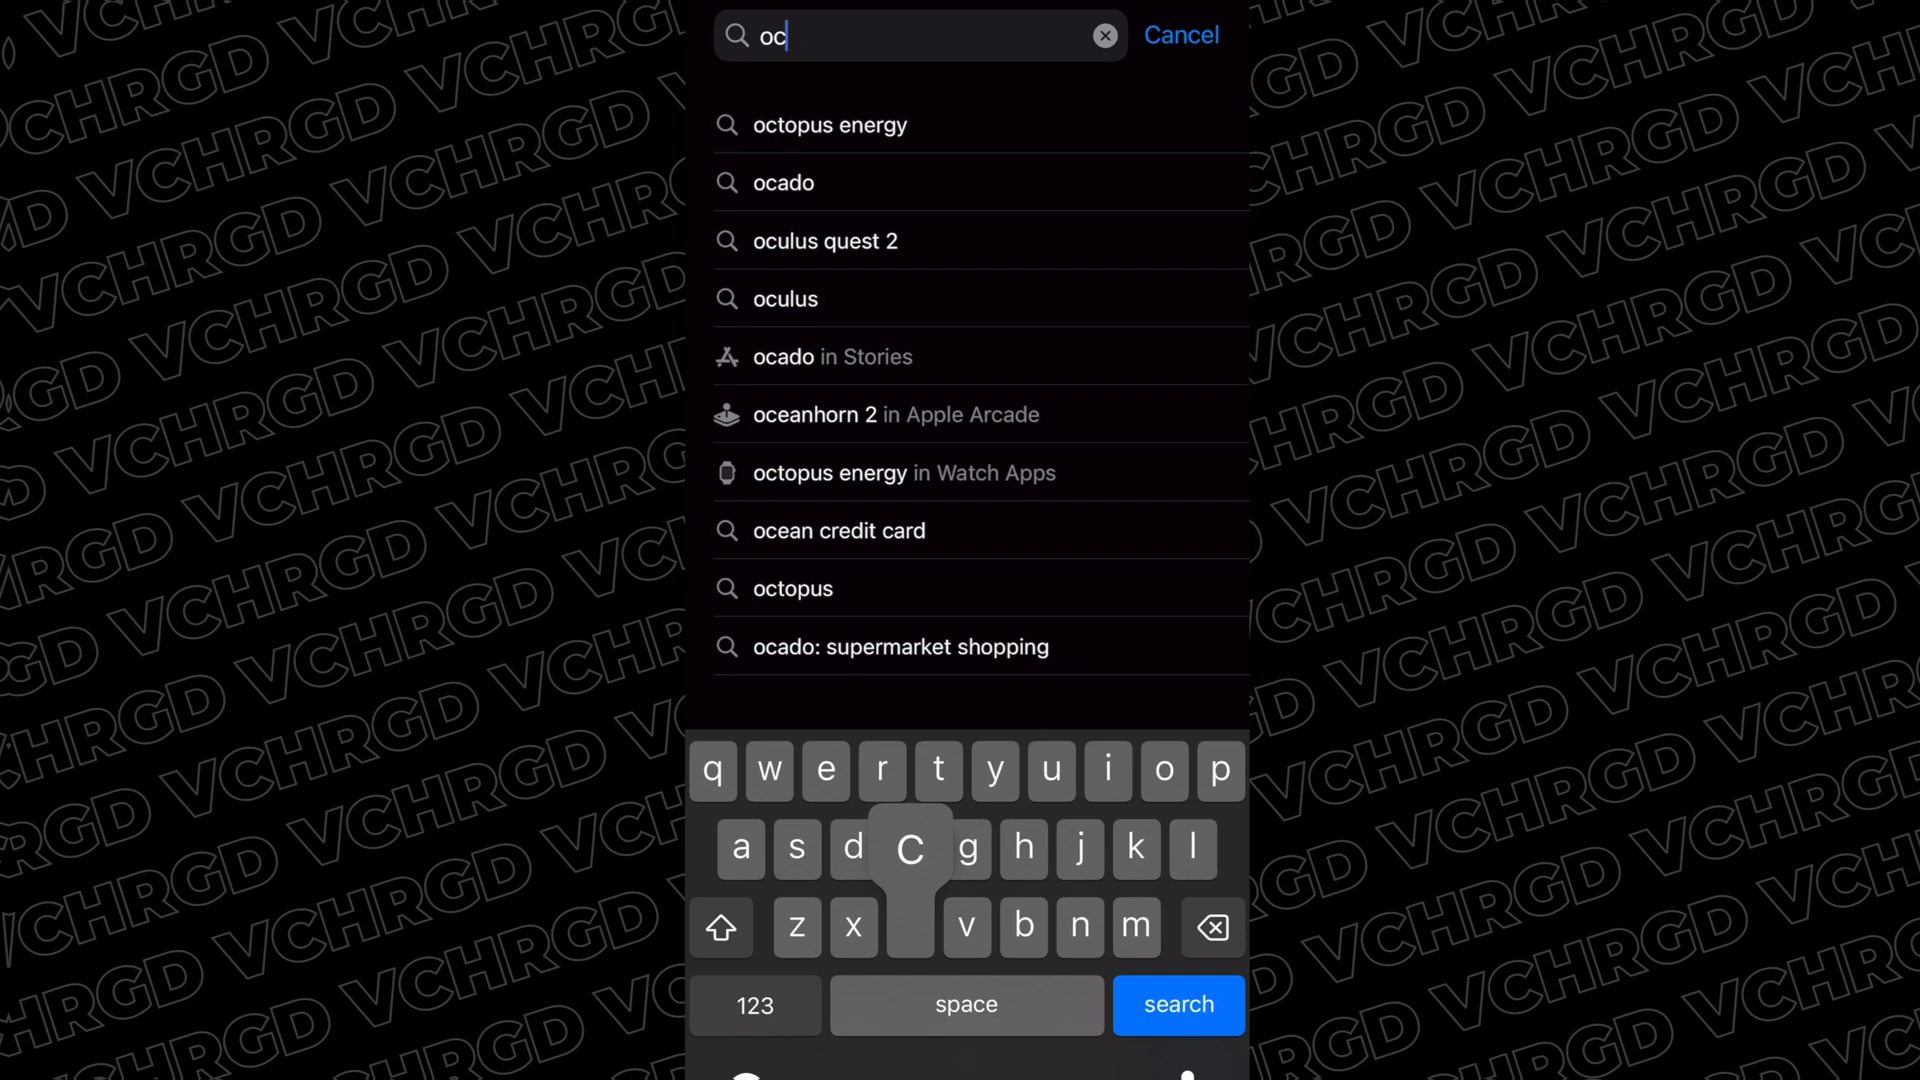 oc
Cancel
octopus energy
ocado
oculus quest 2
oculus
ocado in Stories
oceanhorn 2 in Apple Arcade
octopus energy in Watch Apps
ocean credit card
octopus
ocado: supermarket shopping
q w e r t y u i o p
a s d C g h j k l
z x v b n m
123 space search
VCHRGD